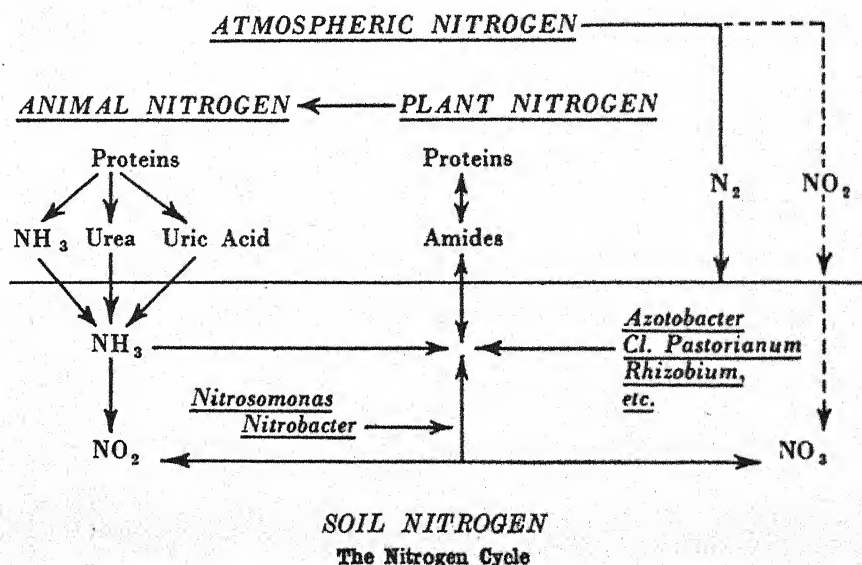 ATMOSPHERIC NITROGEN
ANIMAL NITROGEN PLANT NITROGEN
Proteins Proteins
N₂ NO₂
NH₃ Urea Uric Acid Amides
NH₃
Azotobacter
Cl. Pastorianum
Rhizobium,
etc.
Nitrosomonas
Nitrobacter
NO₂ NO₃
SOIL NITROGEN
The Nitrogen Cycle